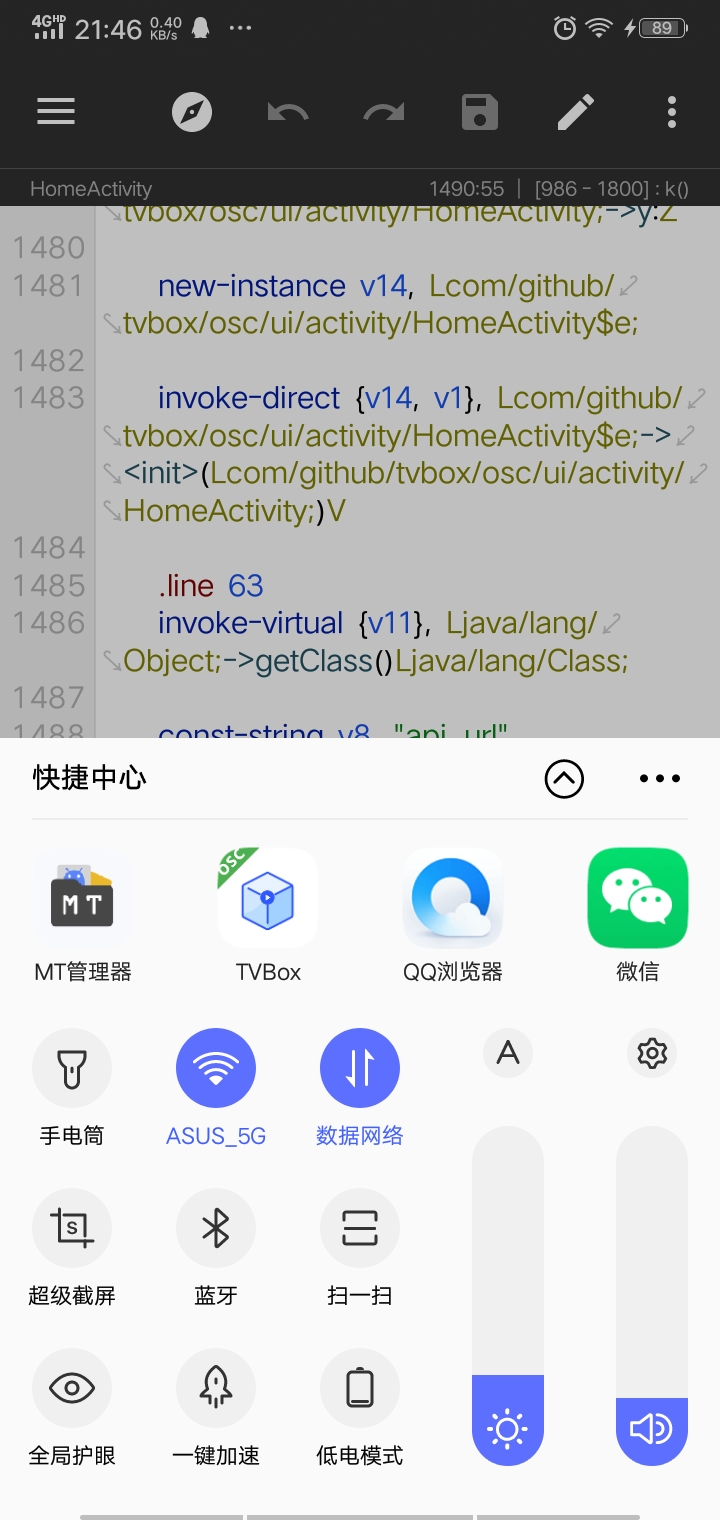 4GHD 21:46 0.40 KB/s ... 89
HomeActivity 1490:55 | [986 - 1800] : k()
tvbox/osc/ui/activity/HomeActivity;->y:Z
1480
1481 new-instance v14, Lcom/github/
tvbox/osc/ui/activity/HomeActivity$e;
1482
1483 invoke-direct {v14, v1}, Lcom/github/
tvbox/osc/ui/activity/HomeActivity$e;->
<init>(Lcom/github/tvbox/osc/ui/activity/
HomeActivity;)V
1484
1485 .line 63
1486 invoke-virtual {v11}, Ljava/lang/
Object;->getClass()Ljava/lang/Class;
1487
1488 const-string v8, "api_url"
快捷中心
MT OSC
MT管理器 TVBox QQ浏览器 微信
A
手电筒 ASUS_5G 数据网络
S
超级截屏 蓝牙 扫一扫
全局护眼 一键加速 低电模式